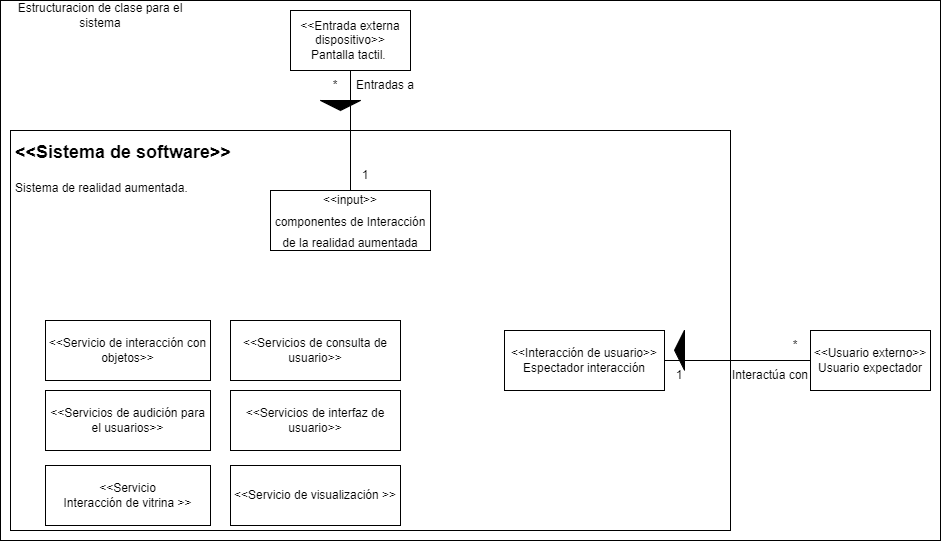 Estructuracion de clase para el
sistema
<<Entrada externa
dispositivo>>
Pantalla tactil.
*
Entradas a
<<Sistema de software>>
Sistema de realidad aumentada.
1
<<input>>
componentes de Interacción
de la realidad aumentada
<<Servicio de interacción con
objetos>>
<<Servicios de consulta de
usuario>>
<<Interacción de usuario>>
Espectador interacción
1
*
Interactúa con
<<Usuario externo>>
Usuario expectador
<<Servicios de audición para
el usuarios>>
<<Servicios de interfaz de
usuario>>
<<Servicio
Interacción de vitrina >>
<<Servicio de visualización >>